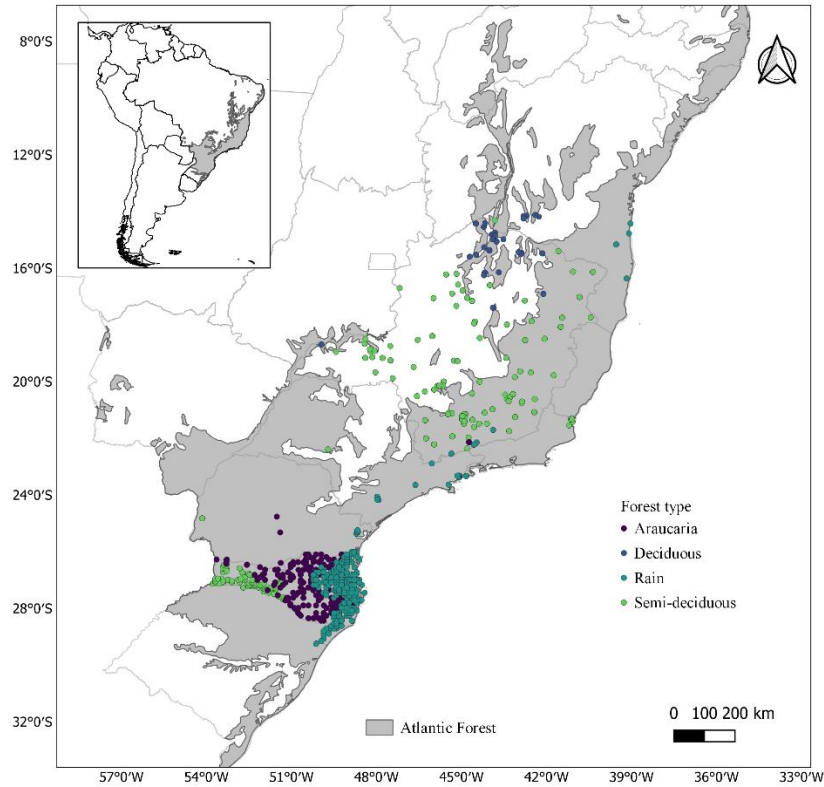 8°0'S
12°0'S
16°0'S
20°0'S
24°0'S
28°0'S
32°0'S
Forest type
Araucaria
Deciduous
Rain
Semi-deciduous
Atlantic Forest
0 100 200 km
57°0'W 54°0'W 51°0'W 48°0'W 45°0'W 42°0'W 39°0'W 36°0'W 33°0'W